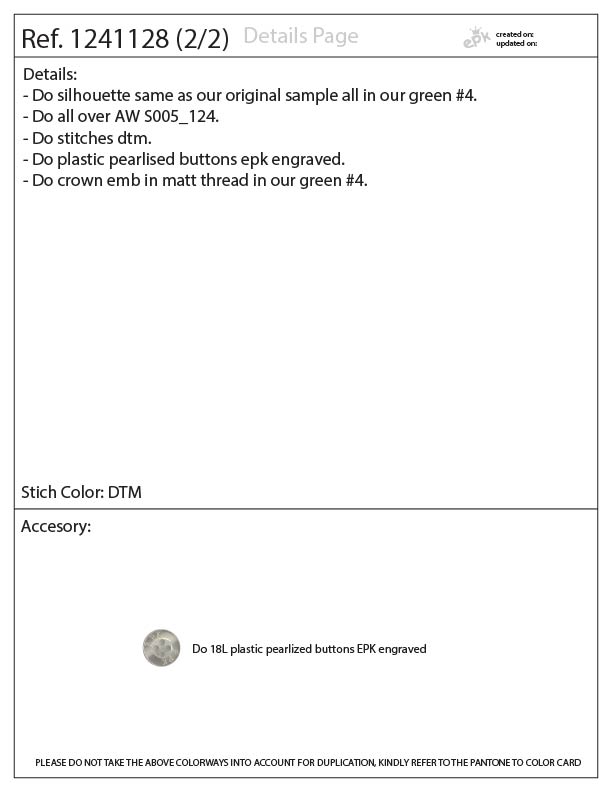 Ref. 1241128 (2/2) Details Page
epk
created on:
updated on:
Details:
- Do silhouette same as our original sample all in our green #4.
- Do all over AW S005_124.
- Do stitches dtm.
- Do plastic pearlised buttons epk engraved.
- Do crown emb in matt thread in our green #4.
Stich Color: DTM
Accesory:
Do 18L plastic pearlized buttons EPK engraved
PLEASE DO NOT TAKE THE ABOVE COLORWAYS INTO ACCOUNT FOR DUPLICATION, KINDLY REFER TO THE PANTONE TO COLOR CARD